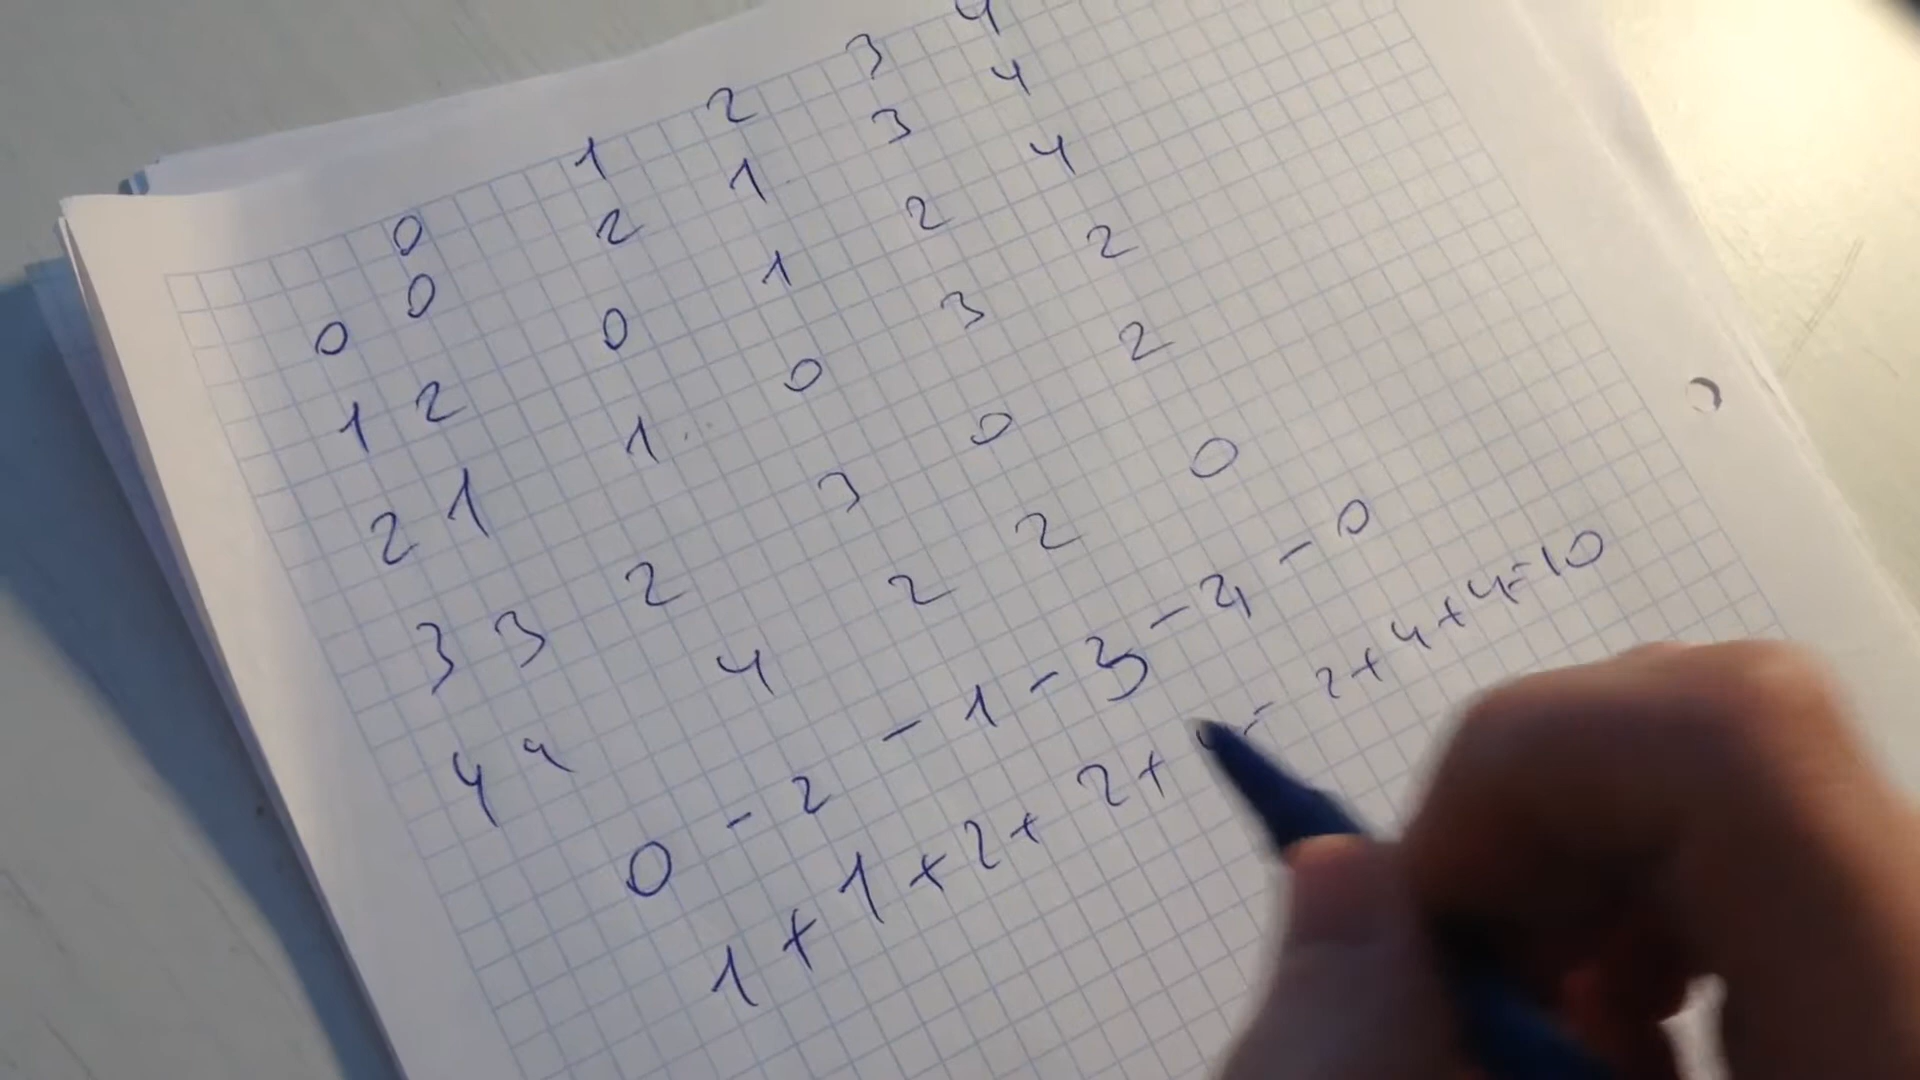 0 1 2 3 4
0 0 2 1 3 4
1 2 0 1 2 4
2 1 1 0 3 2
3 3 2 3 0 2
4 4 4 2 2 0
0 - 2 - 1 - 3 - 4 - 0
1 + 1 + 2 + 2 + = 2 + 4 + 4 = 10